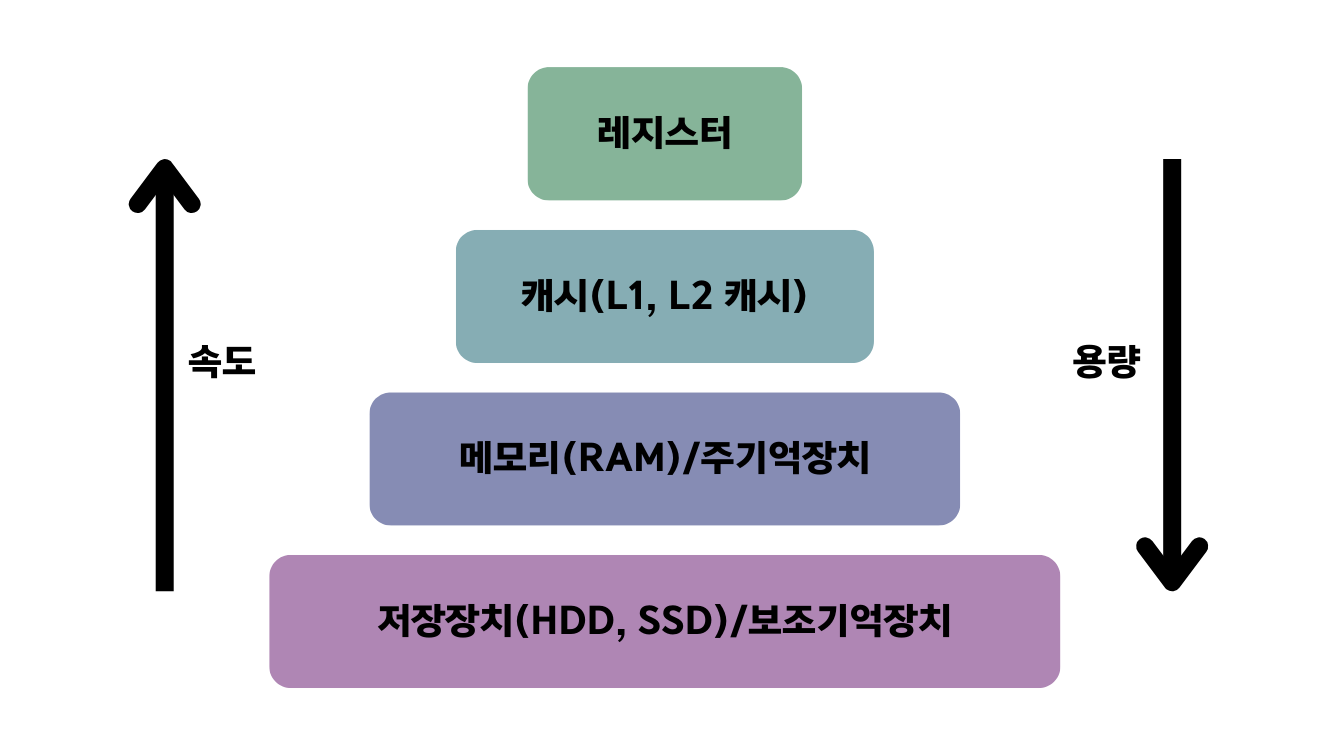 레지스터
캐시(L1, L2 캐시)
속도
용량
메모리(RAM)/주기억장치
저장장치(HDD, SSD)/보조기억장치